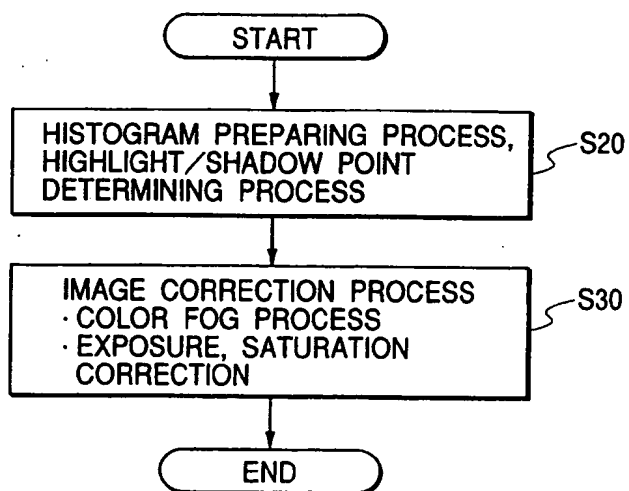 START
HISTOGRAM PREPARING PROCESS,
HIGHLIGHT/SHADOW POINT
DETERMINING PROCESS
S20
IMAGE CORRECTION PROCESS
· COLOR FOG PROCESS
· EXPOSURE, SATURATION
CORRECTION
S30
END